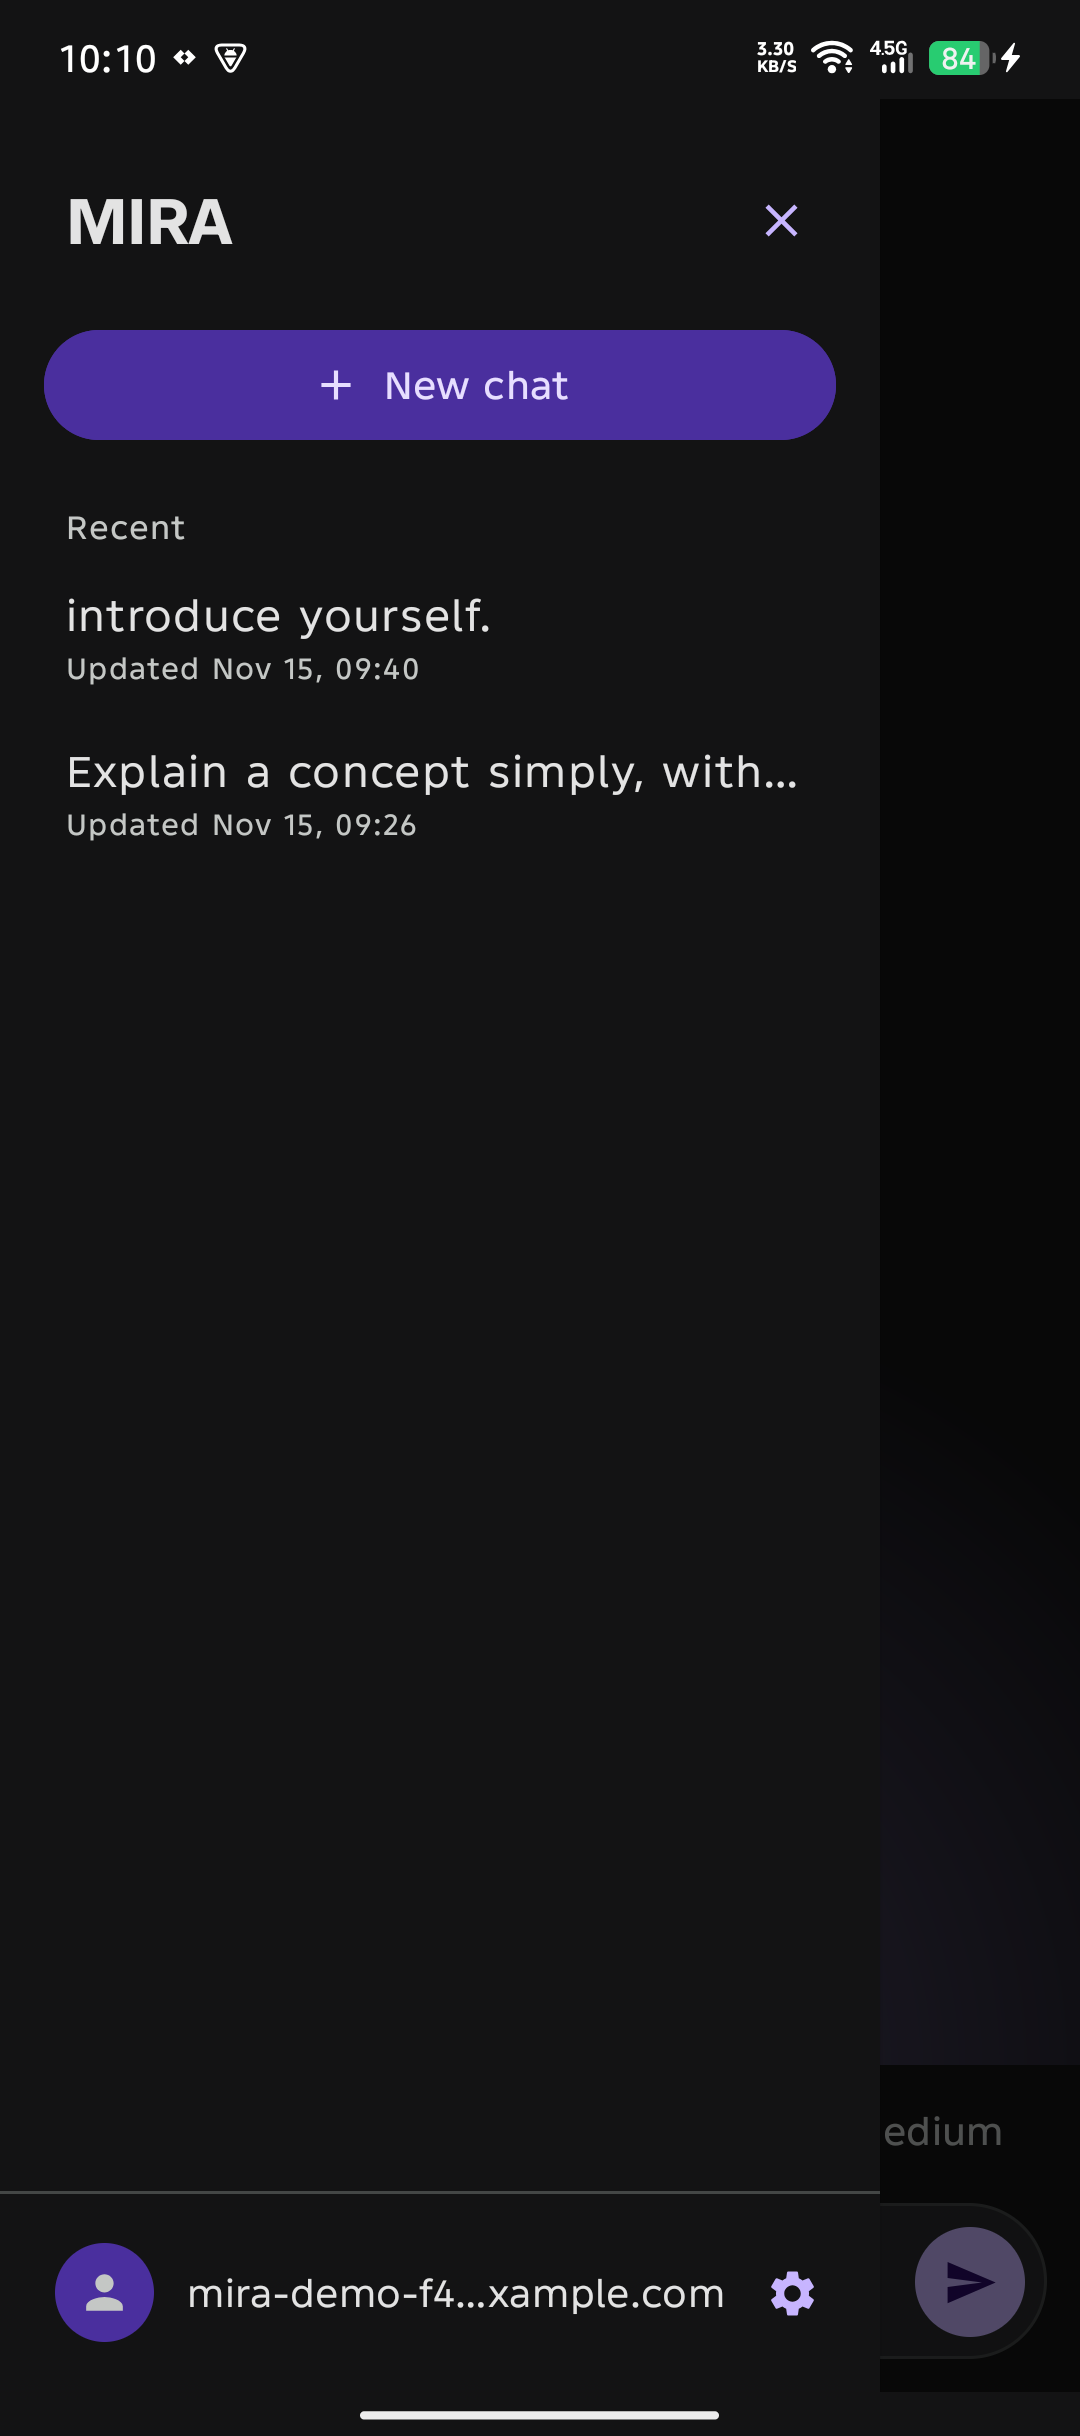 10:10
3.30
KB/S
4.5G
84
MIRA
New chat
Recent
introduce yourself.
Updated Nov 15, 09:40
Explain a concept simply, with...
Updated Nov 15, 09:26
edium
mira-demo-f4...xample.com